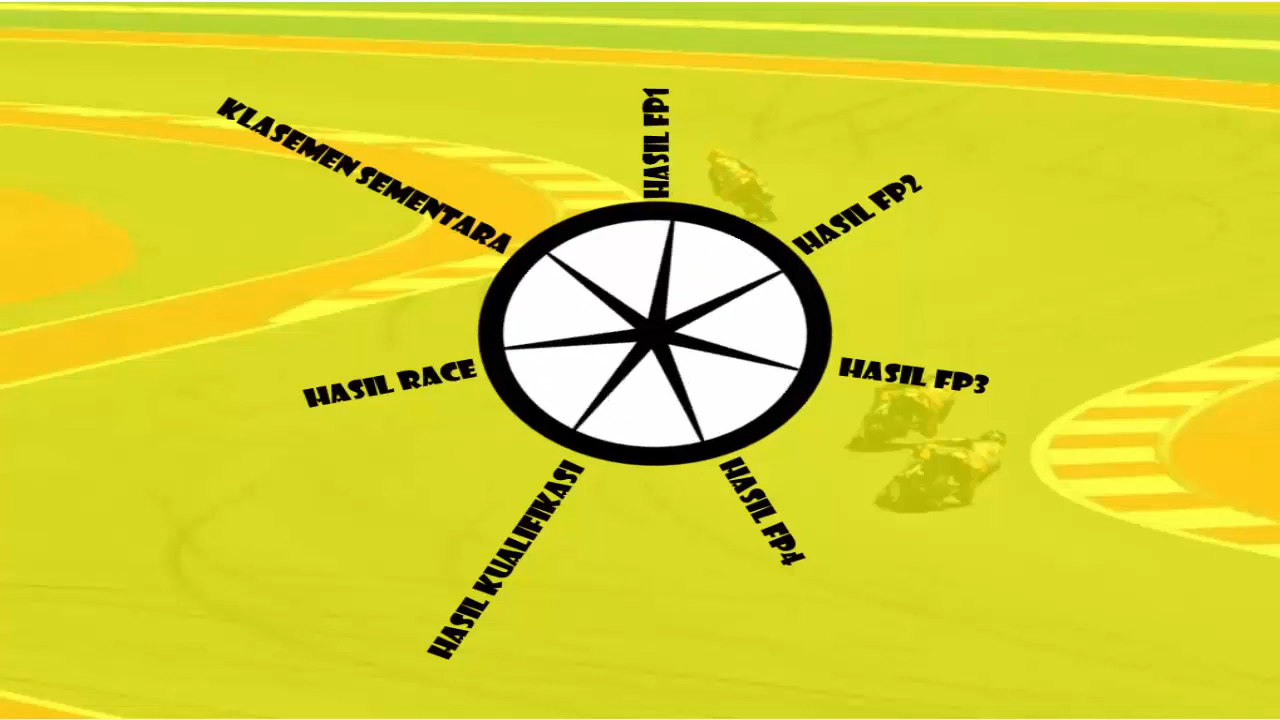 HASIL FP1
HASIL FP2
HASIL FP3
HASIL FP4
HASIL KUALIFIKASI
HASIL RACE
KLASEMEN SEMENTARA